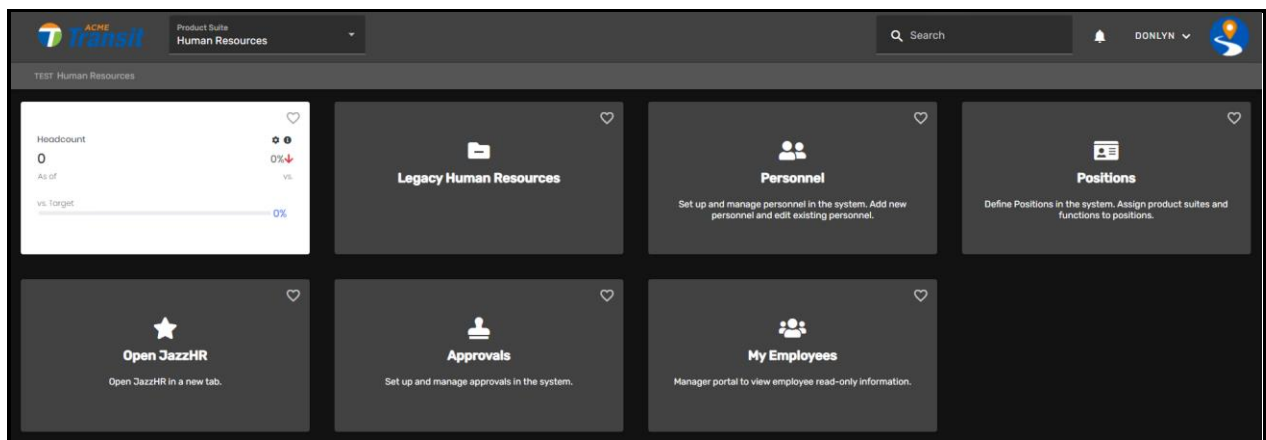 ACME
Transit
Product Suite
Human Resources
Search
DONLYN
TEST Human Resources
Headcount
0
0%
As of
vs.
vs. Target
0%
Legacy Human Resources
Personnel
Set up and manage personnel in the system. Add new
personnel and edit existing personnel.
Positions
Define Positions in the system. Assign product suites and
functions to positions.
Open JazzHR
Open JazzHR in a new tab.
Approvals
Set up and manage approvals in the system.
My Employees
Manager portal to view employee read-only information.